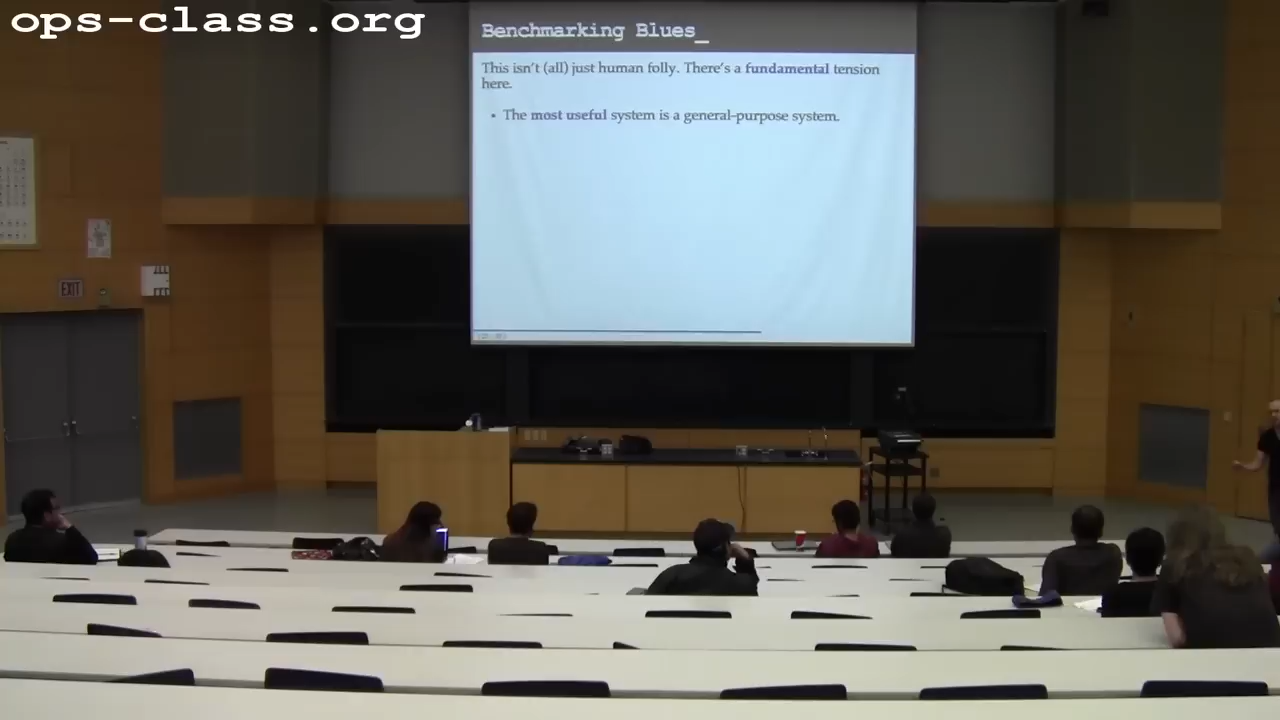 ops-class.org
Benchmarking Blues_
This isn't (all) just human folly. There's a fundamental tension
here.
• The most useful system is a general-purpose system.
EXIT